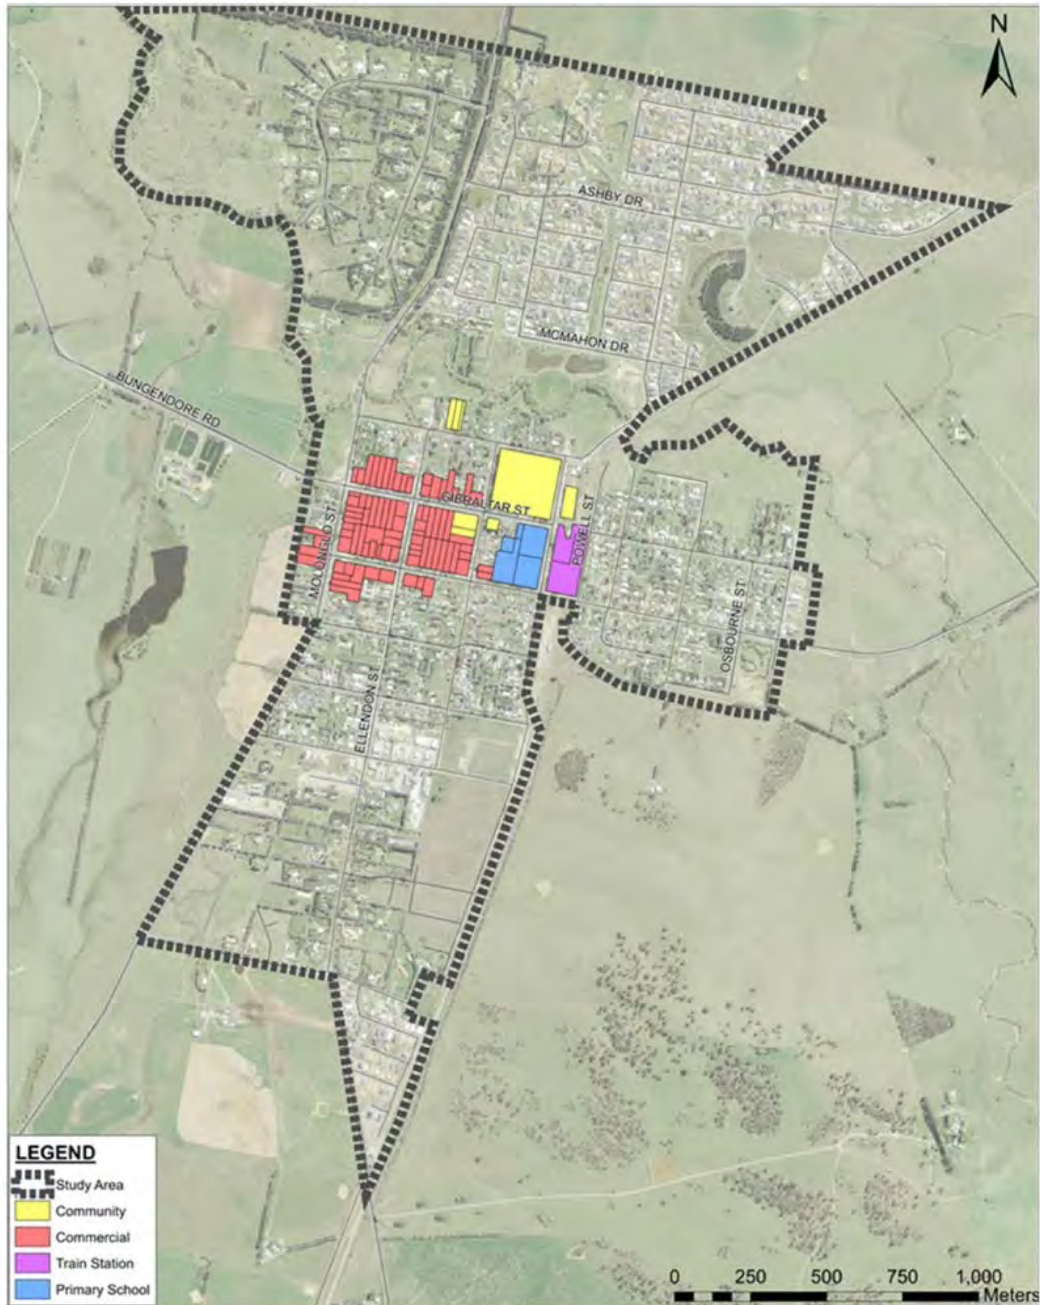 N
ASHBY DR
MCMAHON DR
BUNGENDORE RD
GIBRALTAR ST
MOLONGLO ST
POWELL ST
OSBOURNE ST
ELLENDON ST
LEGEND
Study Area
Community
Commercial
Train Station
Primary School
0 250 500 750 1,000
Meters